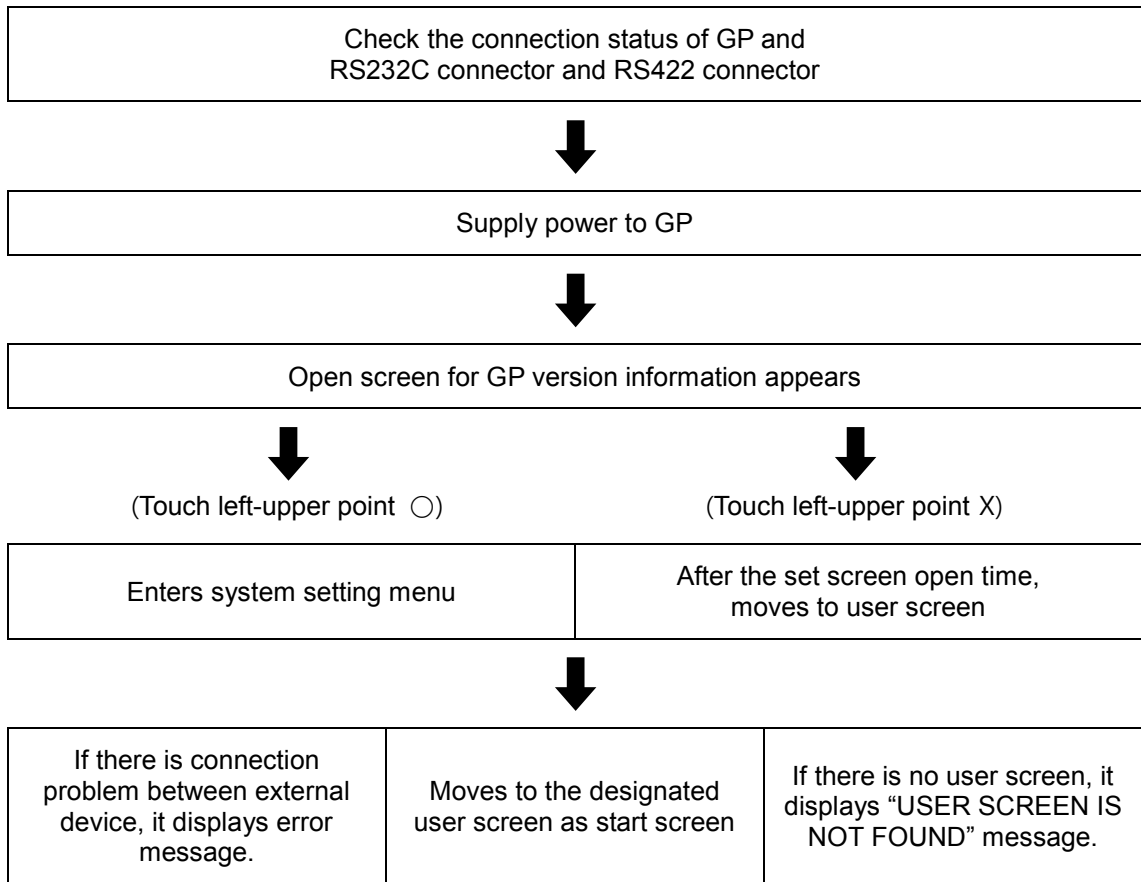 Check the connection status of GP and
RS232C connector and RS422 connector
Supply power to GP
Open screen for GP version information appears
(Touch left-upper point ○)
(Touch left-upper point X)
Enters system setting menu
After the set screen open time,
moves to user screen
If there is connection
problem between external
device, it displays error
message.
Moves to the designated
user screen as start screen
If there is no user screen, it
displays “USER SCREEN IS
NOT FOUND” message.